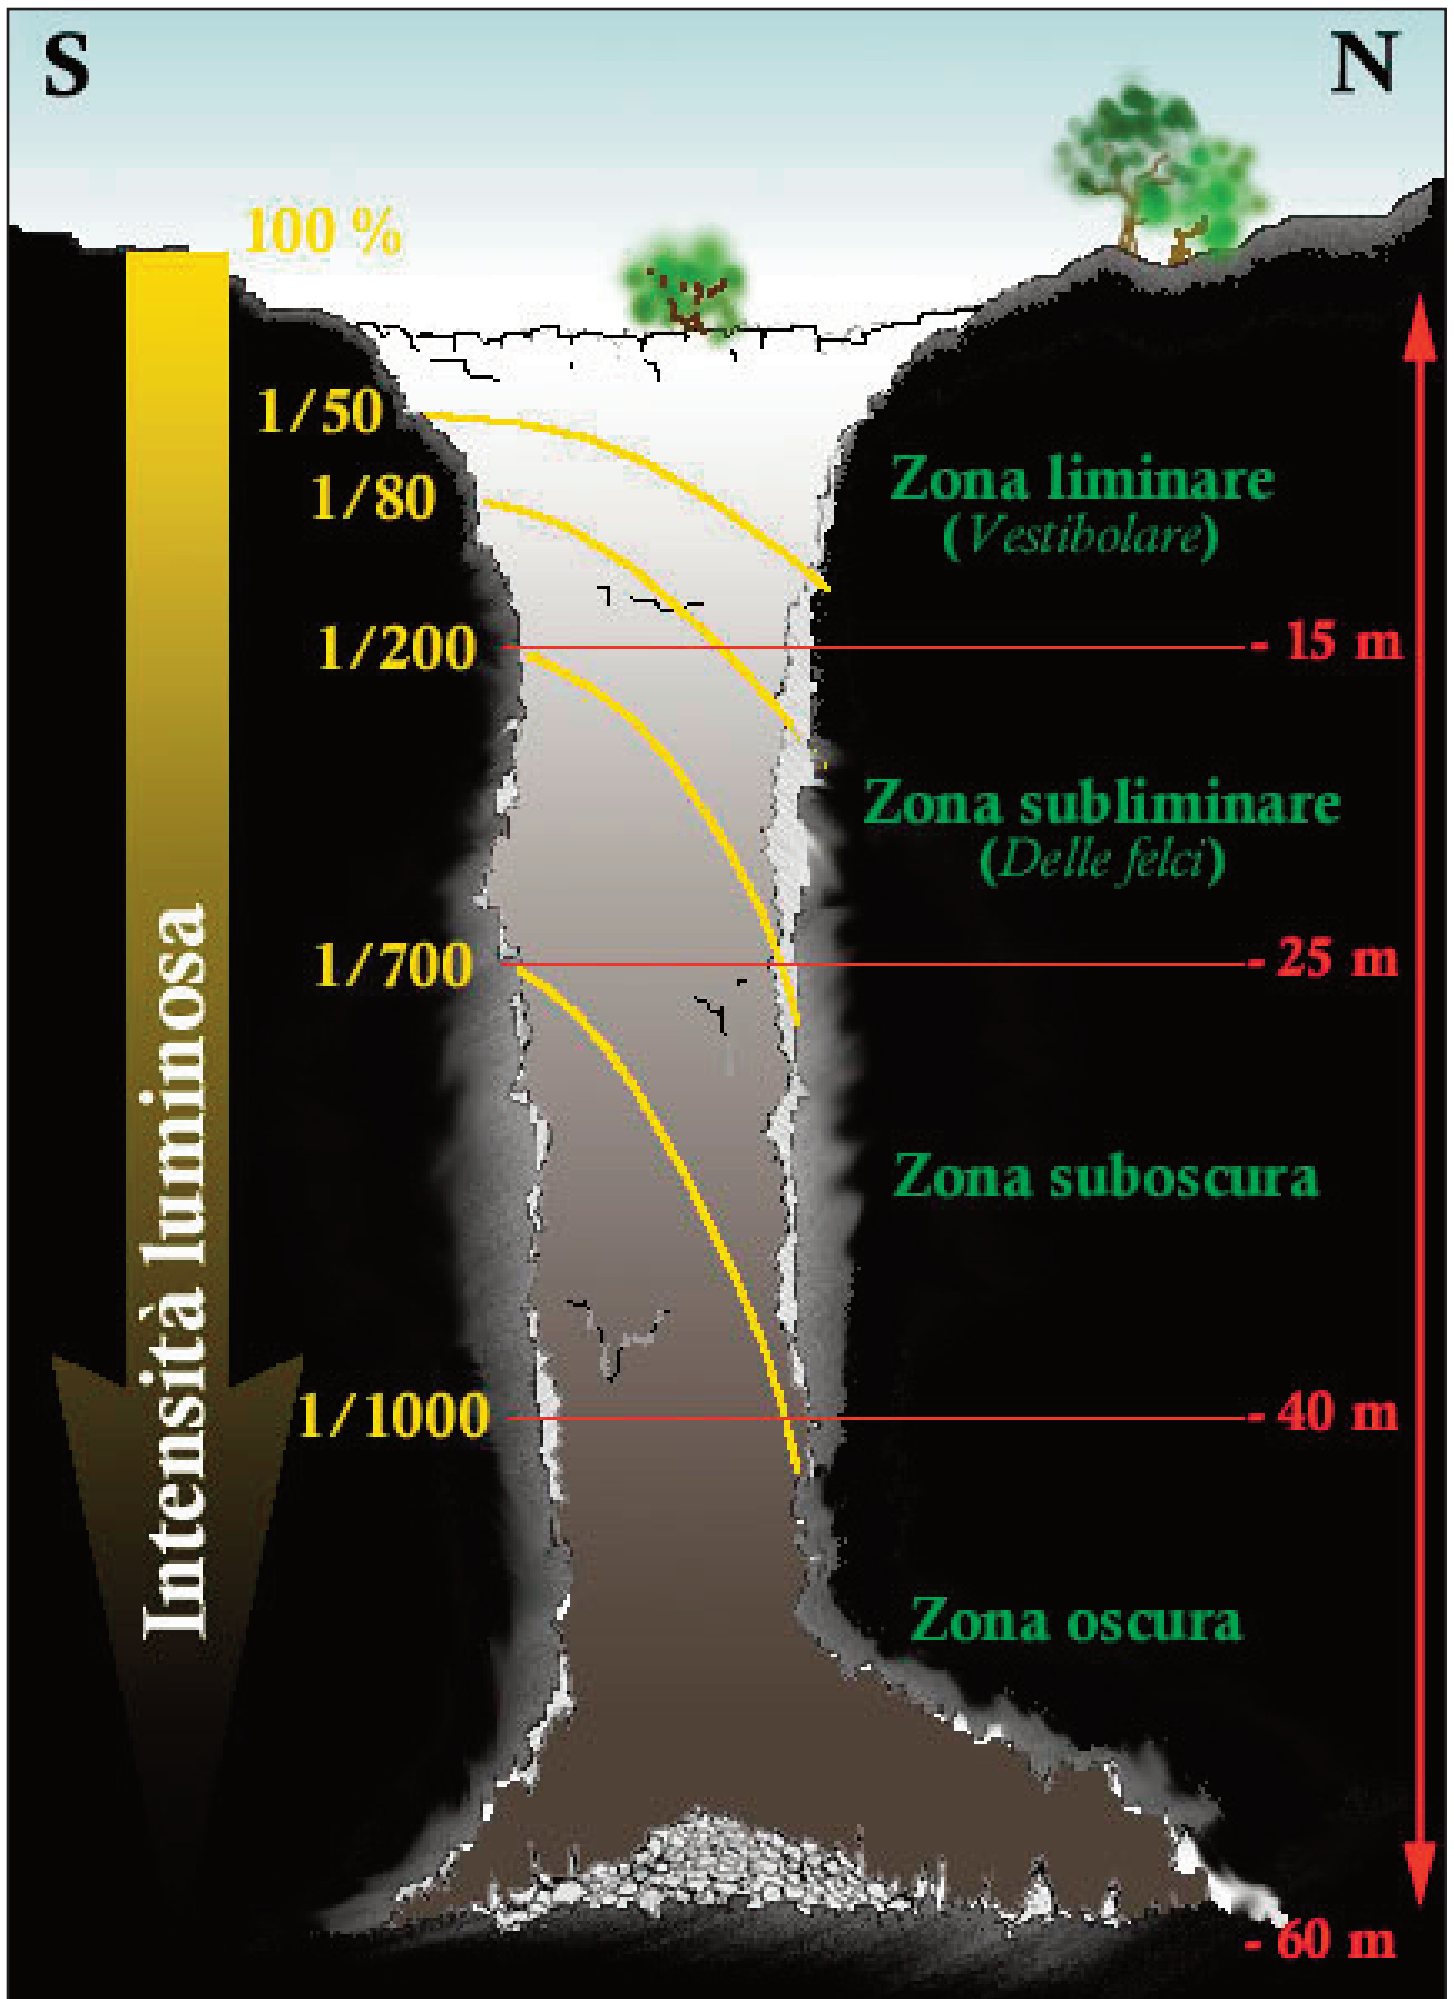 S
N
100 %
1/50
Zona liminare
(Vestibolare)
1/80
1/200
- 15 m
Zona subliminare
(Delle felci)
1/700
- 25 m
Zona suboscura
Intensità luminosa
1/1000
- 40 m
Zona oscura
- 60 m